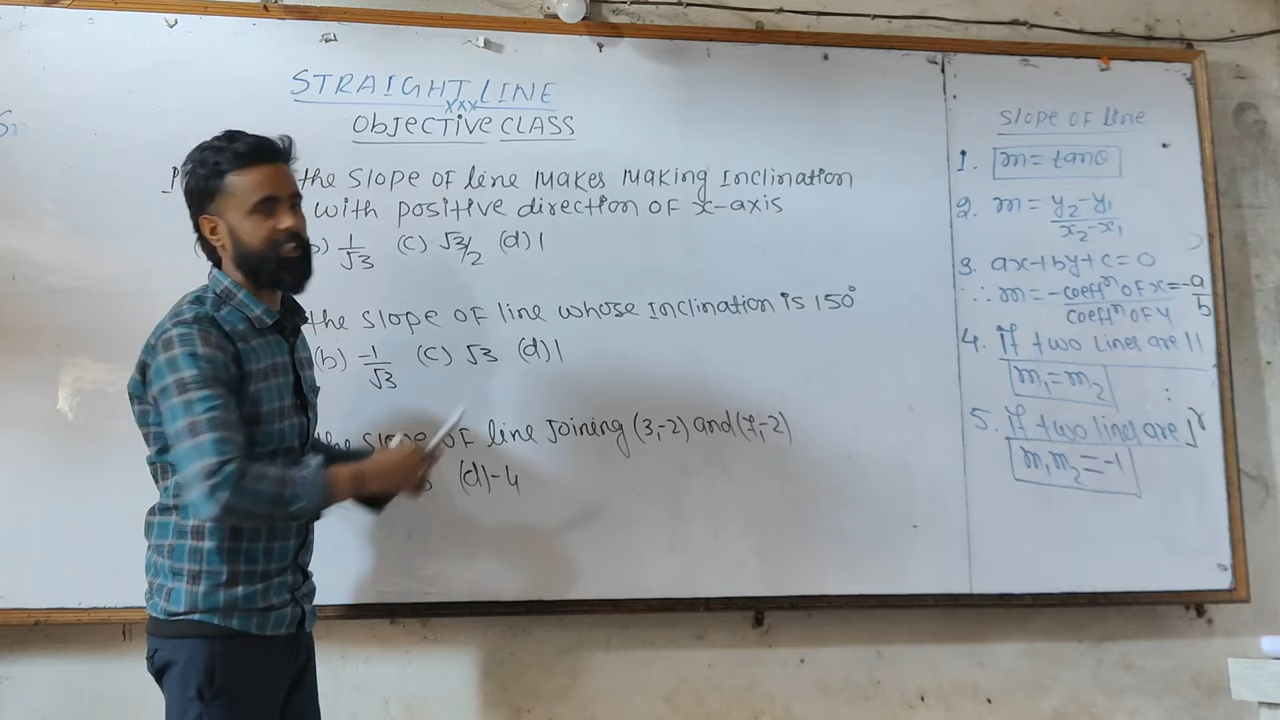 STRAIGHT LINE
xxx
OBJECTIVE CLASS
the slope of line makes making inclination
with positive direction of x-axis
) 1/√3 (c) √3/2 (d) 1
the slope of line whose inclination is 150°
(b) -1/√3 (c) √3 (d) 1
the slope of line joining (3,-2) and (7,-2)
(d) -4
slope of line
1. m = tanθ
2. m = y₂-y₁/x₂-x₁
3. ax+by+c=0
∴ m = -coeffⁿ of x/coeffⁿ of y = -a/b
4. If two lines are ||
m₁=m₂
5. If two lines are
m₁m₂=-1